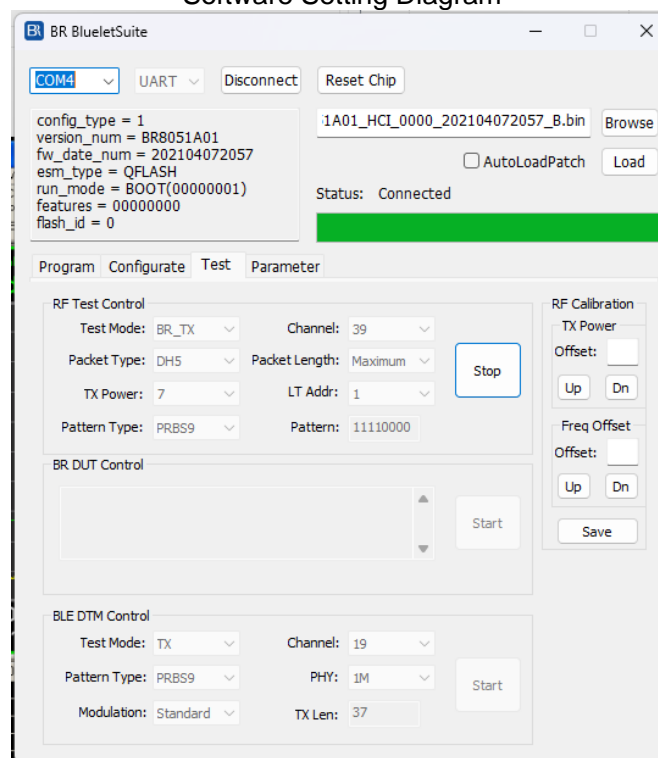 Software Setting Diagram
BR BlueletSuite
COM4 UART Disconnect Reset Chip
config_type = 1
version_num = BR8051A01
fw_date_num = 202104072057
esm_type = QFLASH
run_mode = BOOT(00000001)
features = 00000000
flash_id = 0
51A01_HCI_0000_202104072057_B.bin Browse
AutoLoadPatch Load
Status: Connected
Program Configurate Test Parameter
RF Test Control
Test Mode: BR_TX Channel: 39
Packet Type: DH5 Packet Length: Maximum
TX Power: 7 LT Addr: 1
Pattern Type: PRBS9 Pattern: 11110000
Stop
RF Calibration
TX Power
Offset:
Up Dn
Freq Offset
Offset:
Up Dn
Save
BR DUT Control
Start
BLE DTM Control
Test Mode: TX Channel: 19
Pattern Type: PRBS9 PHY: 1M
Modulation: Standard TX Len: 37
Start